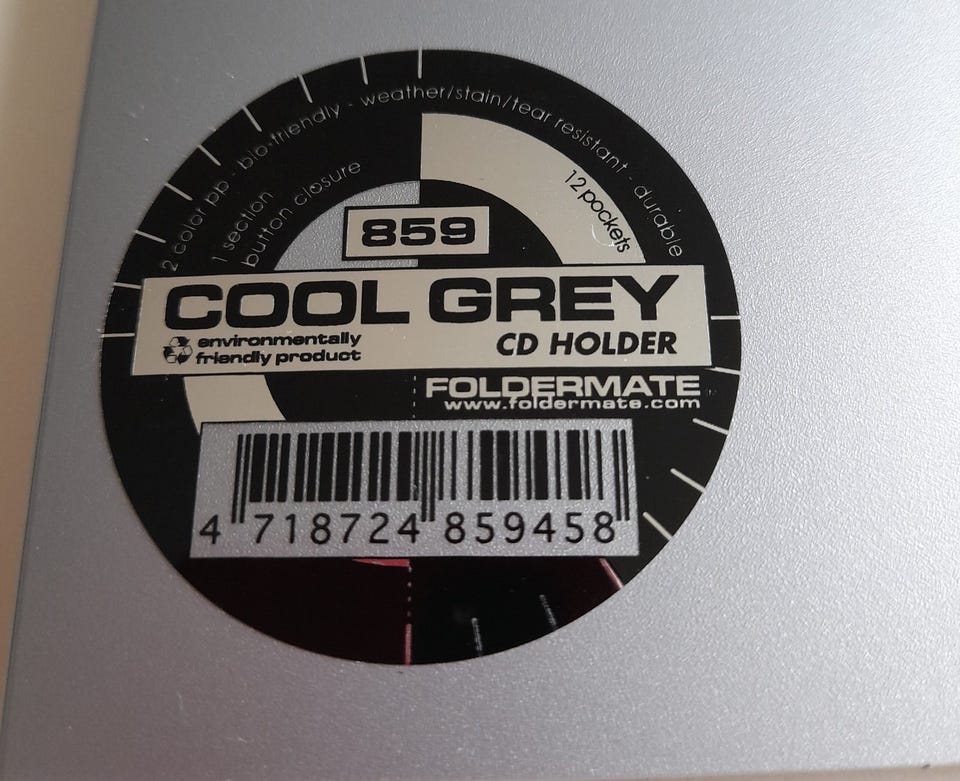 2 color pp - bio-friendly - weather/stain/tear resistant - durable
1 section
button closure
12 pockets
859
COOL GREY
environmentally
friendly product
CD HOLDER
FOLDERMATE
www.foldermate.com
4 718724 859458